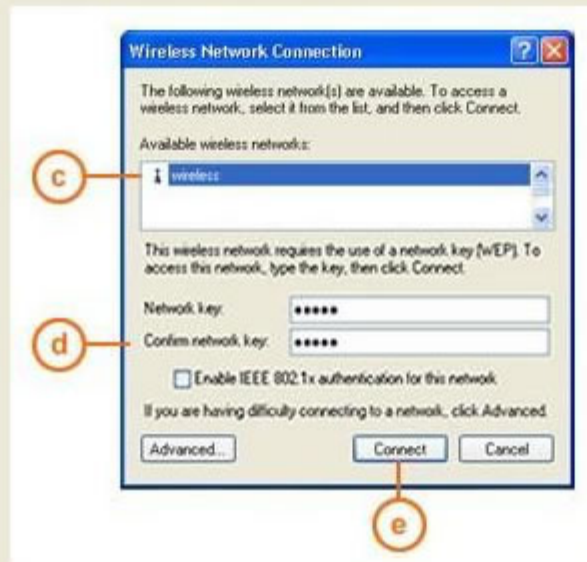 Wireless Network Connection
The following wireless network(s) are available. To access a
wireless network, select it from the list, and then click Connect.
Available wireless networks:
c
wireless
This wireless network requires the use of a network key (WEP). To
access this network, type the key, then click Connect.
Network key:
•••••
d
Confirm network key:
•••••
Enable IEEE 802.1x authentication for this network
If you are having difficulty connecting to a network, click Advanced.
Advanced... Connect Cancel
e